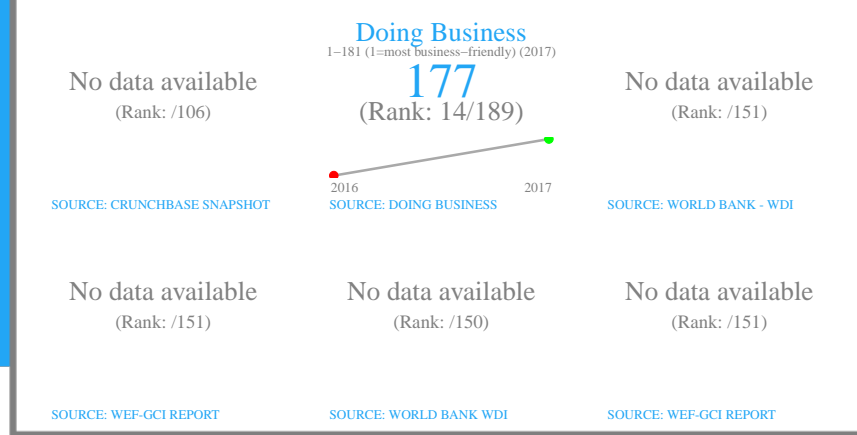 Doing Business
1−181 (1=most business−friendly) (2017)
No data available
(Rank: /106)
177
(Rank: 14/189)
No data available
(Rank: /151)
2016
2017
SOURCE: CRUNCHBASE SNAPSHOT
SOURCE: DOING BUSINESS
SOURCE: WORLD BANK - WDI
No data available
(Rank: /151)
No data available
(Rank: /150)
No data available
(Rank: /151)
SOURCE: WEF-GCI REPORT
SOURCE: WORLD BANK WDI
SOURCE: WEF-GCI REPORT